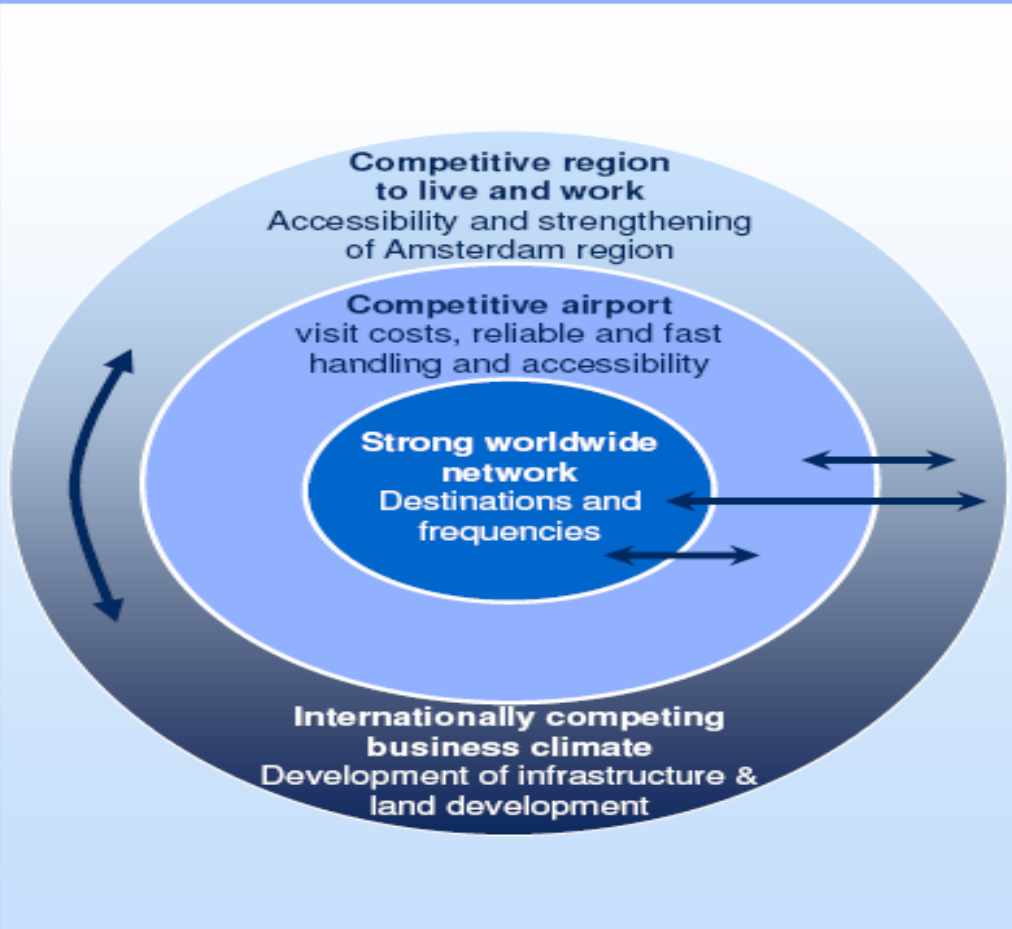 Competitive region
to live and work
Accessibility and strengthening
of Amsterdam region
Competitive airport
visit costs, reliable and fast
handling and accessibility
Strong worldwide
network
Destinations and
frequencies
Internationally competing
business climate
Development of infrastructure &
land development